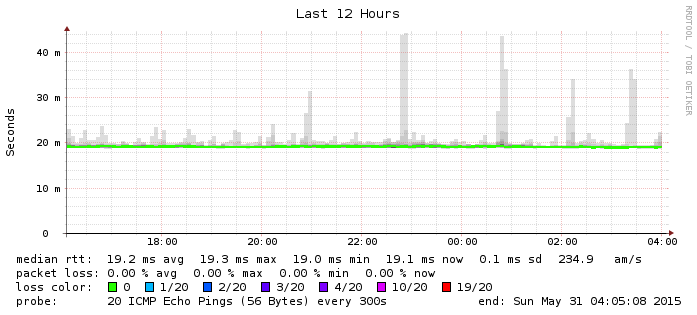 Last 12 Hours
RRDTOOL / TOBI OETIKER
Seconds
40 m
30 m
20 m
10 m
0
18:00 20:00 22:00 00:00 02:00 04:00
median rtt: 19.2 ms avg 19.3 ms max 19.0 ms min 19.1 ms now 0.1 ms sd 234.9 am/s
packet loss: 0.00 % avg 0.00 % max 0.00 % min 0.00 % now
loss color: 0 1/20 2/20 3/20 4/20 10/20 19/20
probe: 20 ICMP Echo Pings (56 Bytes) every 300s end: Sun May 31 04:05:08 2015